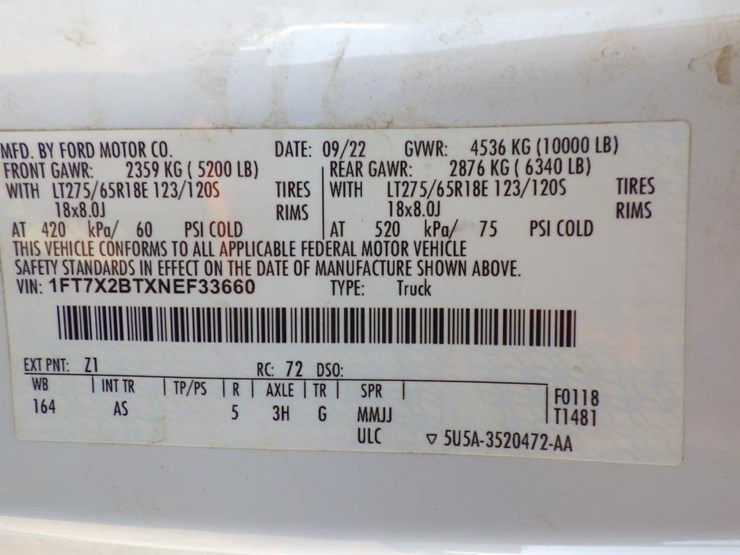 MFD. BY FORD MOTOR CO. DATE: 09/22 GVWR: 4536 KG (10000 LB)
FRONT GAWR: 2359 KG ( 5200 LB) REAR GAWR: 2876 KG ( 6340 LB)
WITH LT275/65R18E 123/120S TIRES WITH LT275/65R18E 123/120S TIRES
18x8.0J RIMS 18x8.0J RIMS
AT 420 kPa/ 60 PSI COLD AT 520 kPa/ 75 PSI COLD
THIS VEHICLE CONFORMS TO ALL APPLICABLE FEDERAL MOTOR VEHICLE
SAFETY STANDARDS IN EFFECT ON THE DATE OF MANUFACTURE SHOWN ABOVE.
VIN: 1FT7X2BTXNEF33660 TYPE: Truck
EXT PNT: Z1 RC: 72 DSO:
WB INT TR TP/PS R AXLE TR SPR
164 AS 5 3H G MMJJ
ULC
F0118
T1481
5U5A-3520472-AA